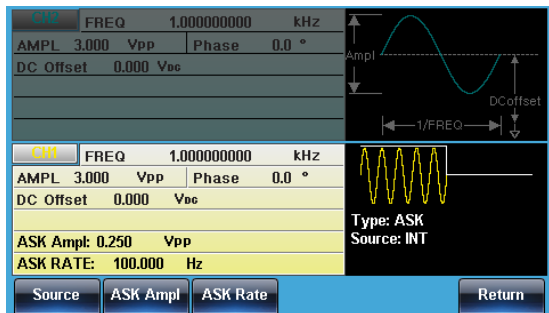 CH2 FREQ 1.000000000 kHz
AMPL 3.000 Vpp Phase 0.0 °
DC Offset 0.000 VDC
Ampl
DCoffset
1/FREQ
CH1 FREQ 1.000000000 kHz
AMPL 3.000 Vpp Phase 0.0 °
DC Offset 0.000 VDC
ASK Ampl: 0.250 Vpp
ASK RATE: 100.000 Hz
Type: ASK
Source: INT
Source ASK Ampl ASK Rate Return